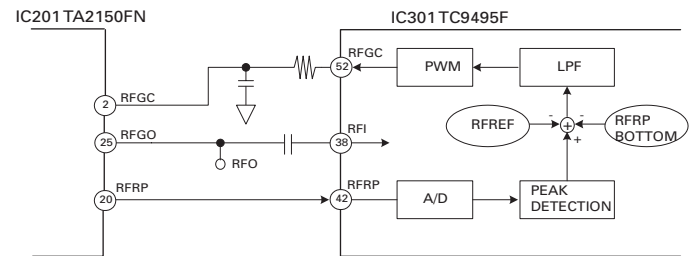 IC201 TA2150FN
IC301 TC9495F
RFGC
52
PWM
LPF
2
RFGC
25
RFGO
RFO
38
RFI
RFREF
-
+
-
RFRP
BOTTOM
+
20
RFRP
42
RFRP
A/D
PEAK
DETECTION